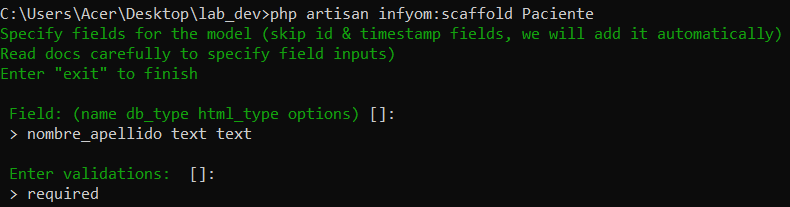 C:\Users\Acer\Desktop\lab_dev>php artisan infyom:scaffold Paciente
Specify fields for the model (skip id & timestamp fields, we will add it automatically)
Read docs carefully to specify field inputs)
Enter "exit" to finish
Field: (name db_type html_type options) []:
> nombre_apellido text text
Enter validations:  []:
> required